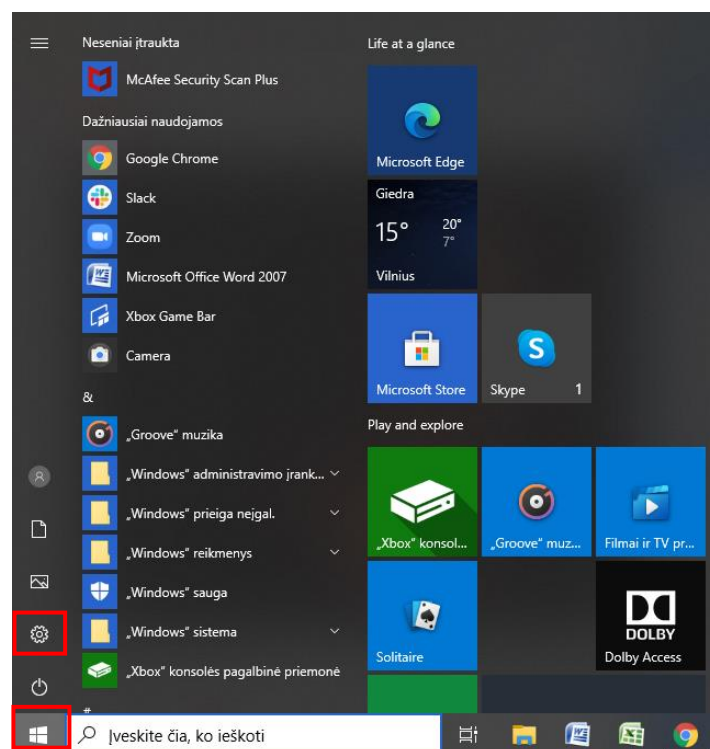 Neseniai įtraukta
McAfee Security Scan Plus
Dažniausiai naudojamos
Google Chrome
Slack
Zoom
Microsoft Office Word 2007
Xbox Game Bar
Camera
&
„Groove“ muzika
„Windows“ administravimo įrank...
„Windows“ prieiga neįgal.
„Windows“ reikmenys
„Windows“ sauga
„Windows“ sistema
„Xbox“ konsolės pagalbinė priemonė
#
Life at a glance
Microsoft Edge
Giedra
15° 20°
7°
Vilnius
Microsoft Store
Skype 1
Play and explore
„Xbox“ konsol...
„Groove“ muz...
Filmai ir TV pr...
Solitaire
DOLBY
Dolby Access
Įveskite čia, ko ieškoti